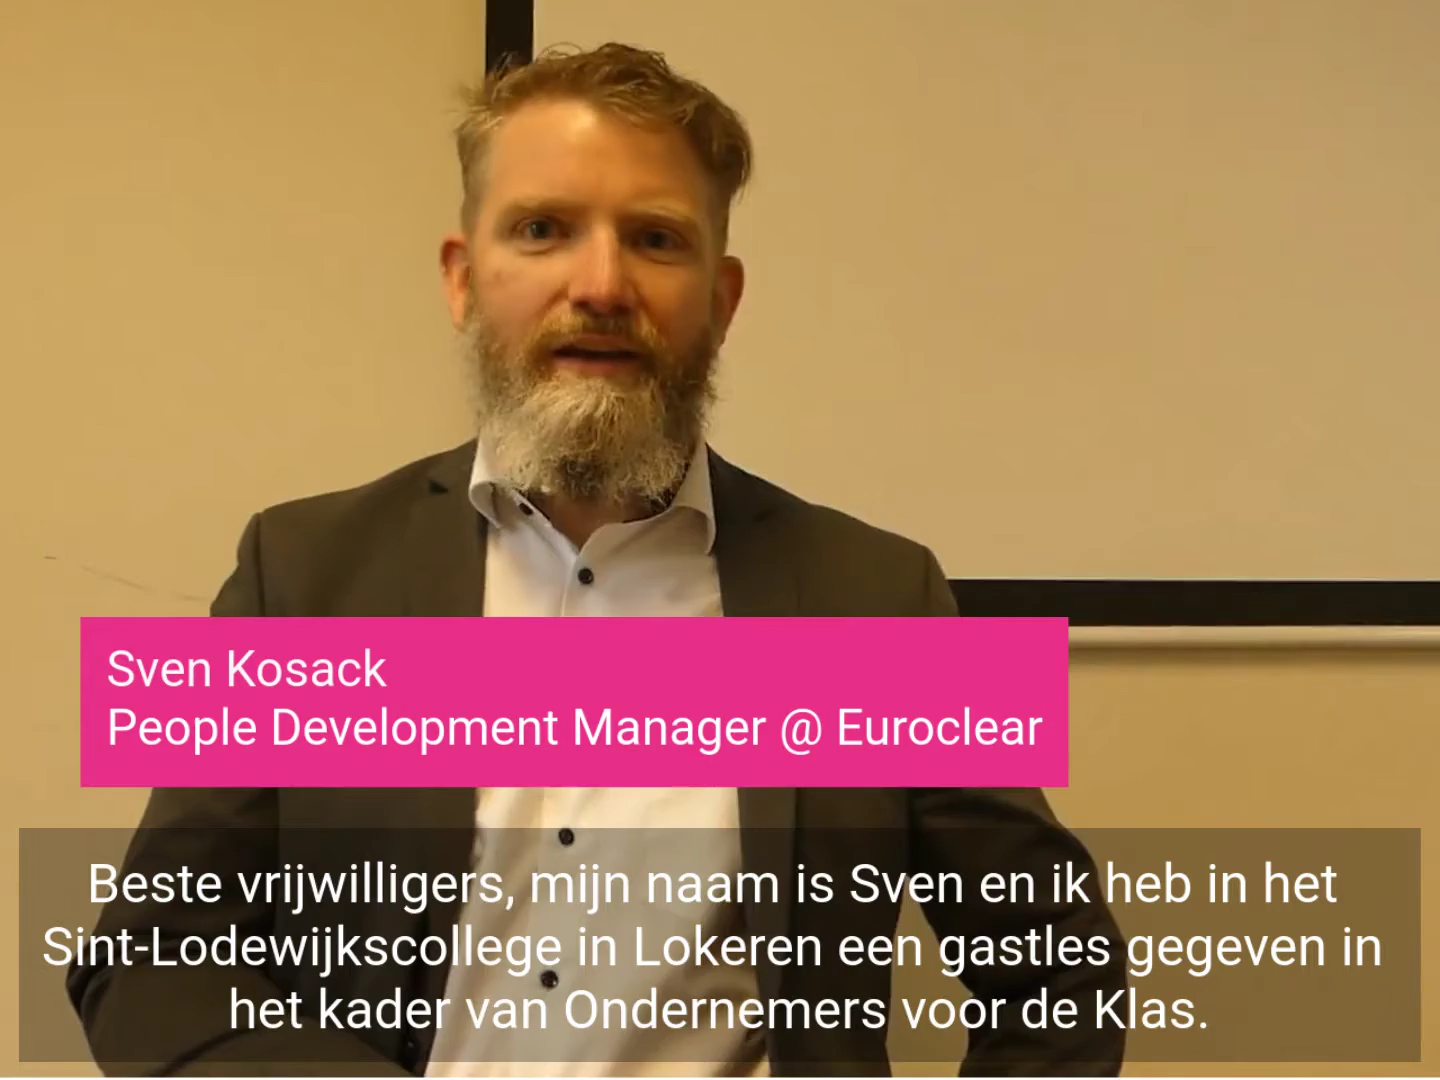 Sven Kosack
People Development Manager @ Euroclear
Beste vrijwilligers, mijn naam is Sven en ik heb in het
Sint-Lodewijkscollege in Lokeren een gastles gegeven in
het kader van Ondernemers voor de Klas.